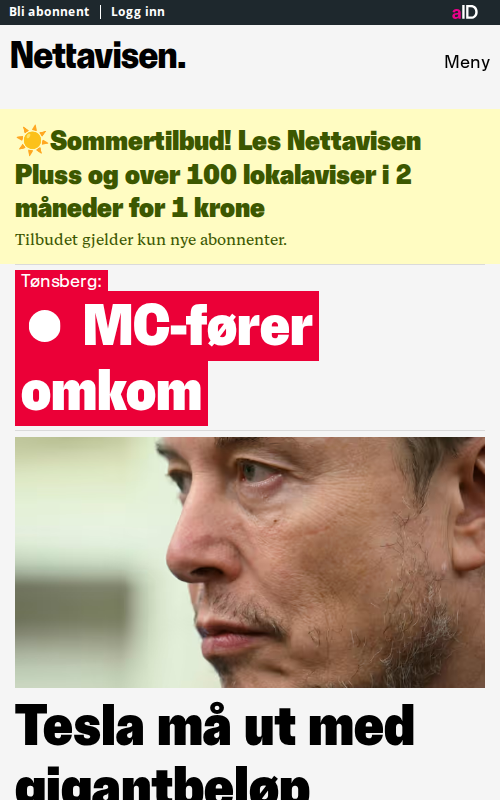 Bli abonnent | Logg inn
aID
Nettavisen.
Meny
☀️Sommertilbud! Les Nettavisen
Pluss og over 100 lokalaviser i 2
måneder for 1 krone
Tilbudet gjelder kun nye abonnenter.
Tønsberg:
● MC-fører
omkom
Tesla må ut med
gigantbeløp